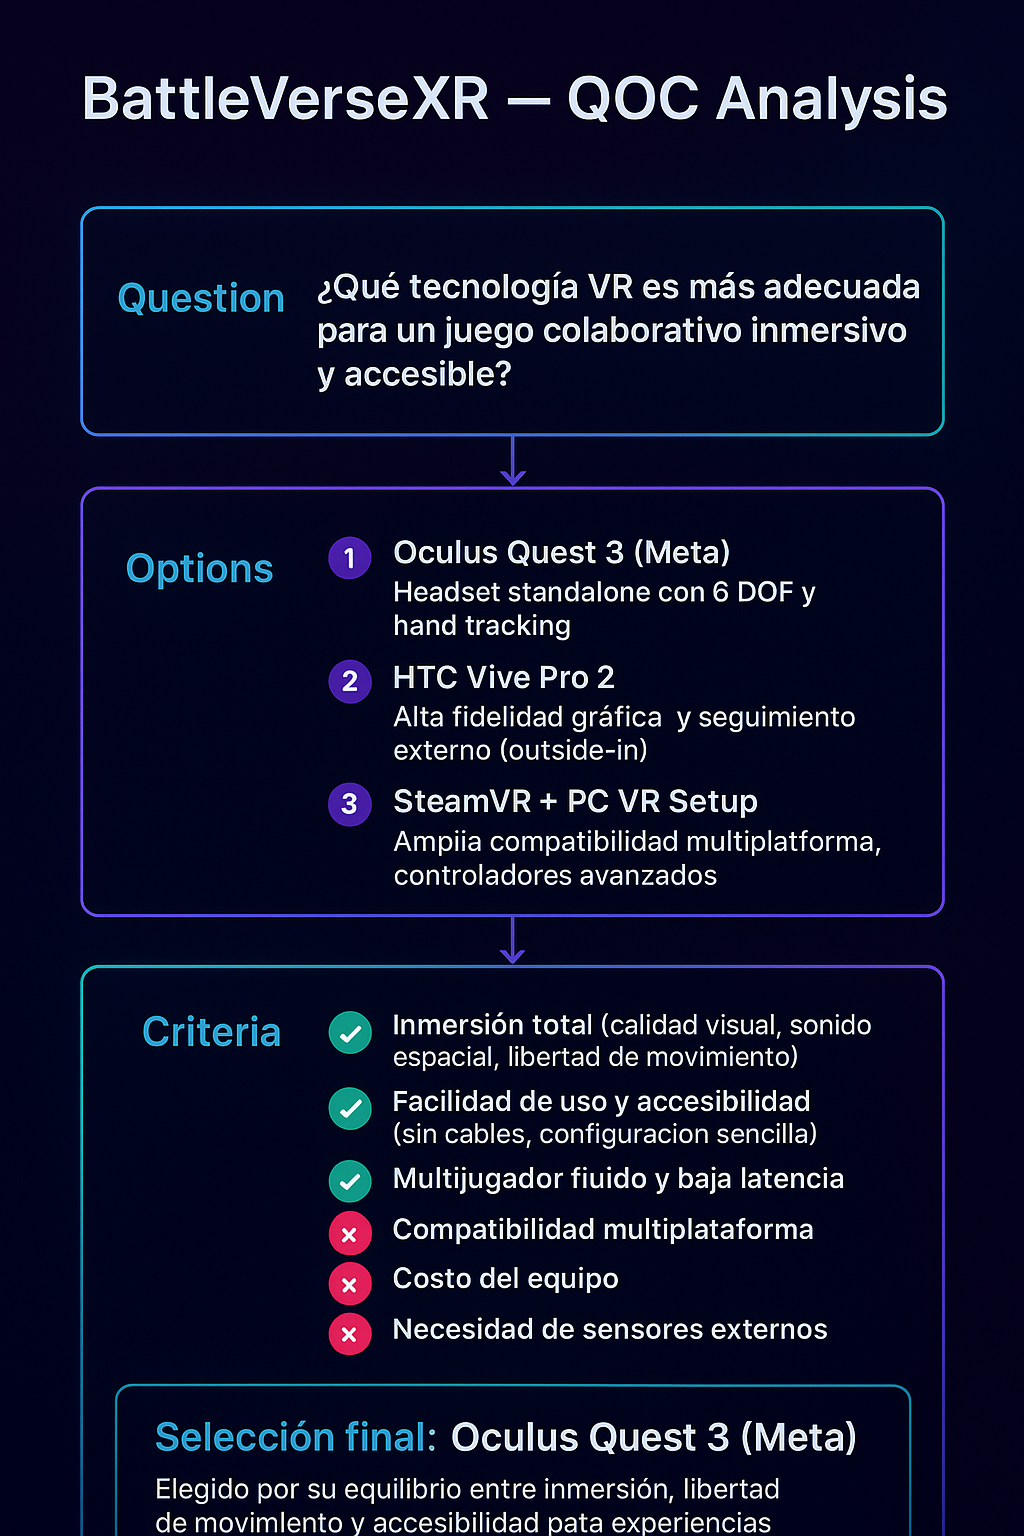 BattleVerseXR — QOC Analysis
Question
¿Qué tecnología VR es más adecuada
para un juego colaborativo inmersivo
y accesible?
Options
1 Oculus Quest 3 (Meta)
Headset standalone con 6 DOF y
hand tracking
2 HTC Vive Pro 2
Alta fidelidad gráfica y seguimiento
externo (outside-in)
3 SteamVR + PC VR Setup
Ampiia compatibilidad multiplatforma,
controladores avanzados
Criteria
Inmersión total (calidad visual, sonido
espacial, libertad de movimiento)
Facilidad de uso y accesibilidad
(sin cables, configuracion sencilla)
Multijugador fiuido y baja latencia
Compatibilidad multiplataforma
Costo del equipo
Necesidad de sensores externos
Selección final: Oculus Quest 3 (Meta)
Elegido por su equilibrio entre inmersión, libertad
de movimlento y accesibilidad pata experiencias